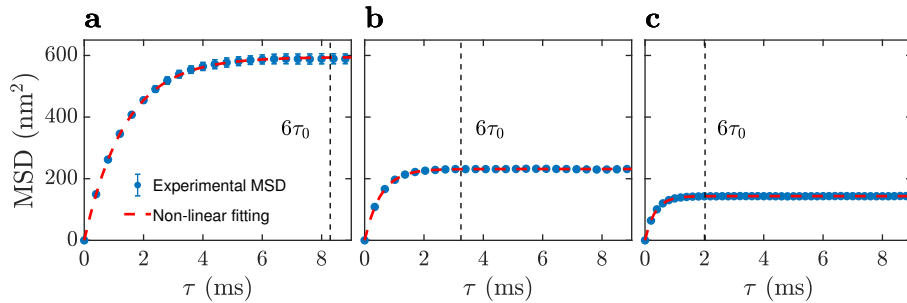 a b c
600
400
200
0
MSD (nm²)
6τ₀ 6τ₀ 6τ₀
Experimental MSD
Non-linear fitting
0 2 4 6 8 0 2 4 6 8 0 2 4 6 8
τ (ms) τ (ms) τ (ms)